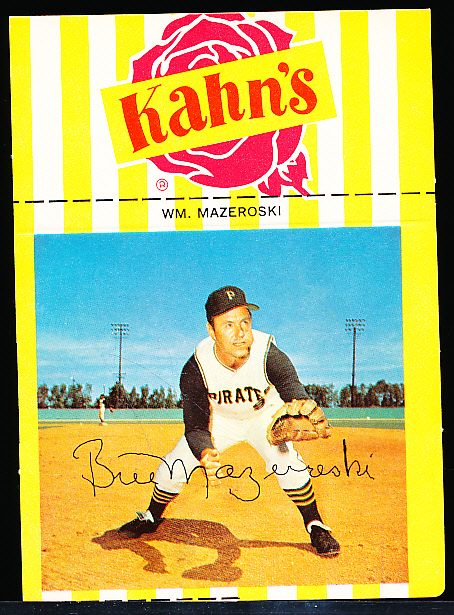 Kahn's
®
WM. MAZEROSKI
P
PIRATES
Bill Mazeroski